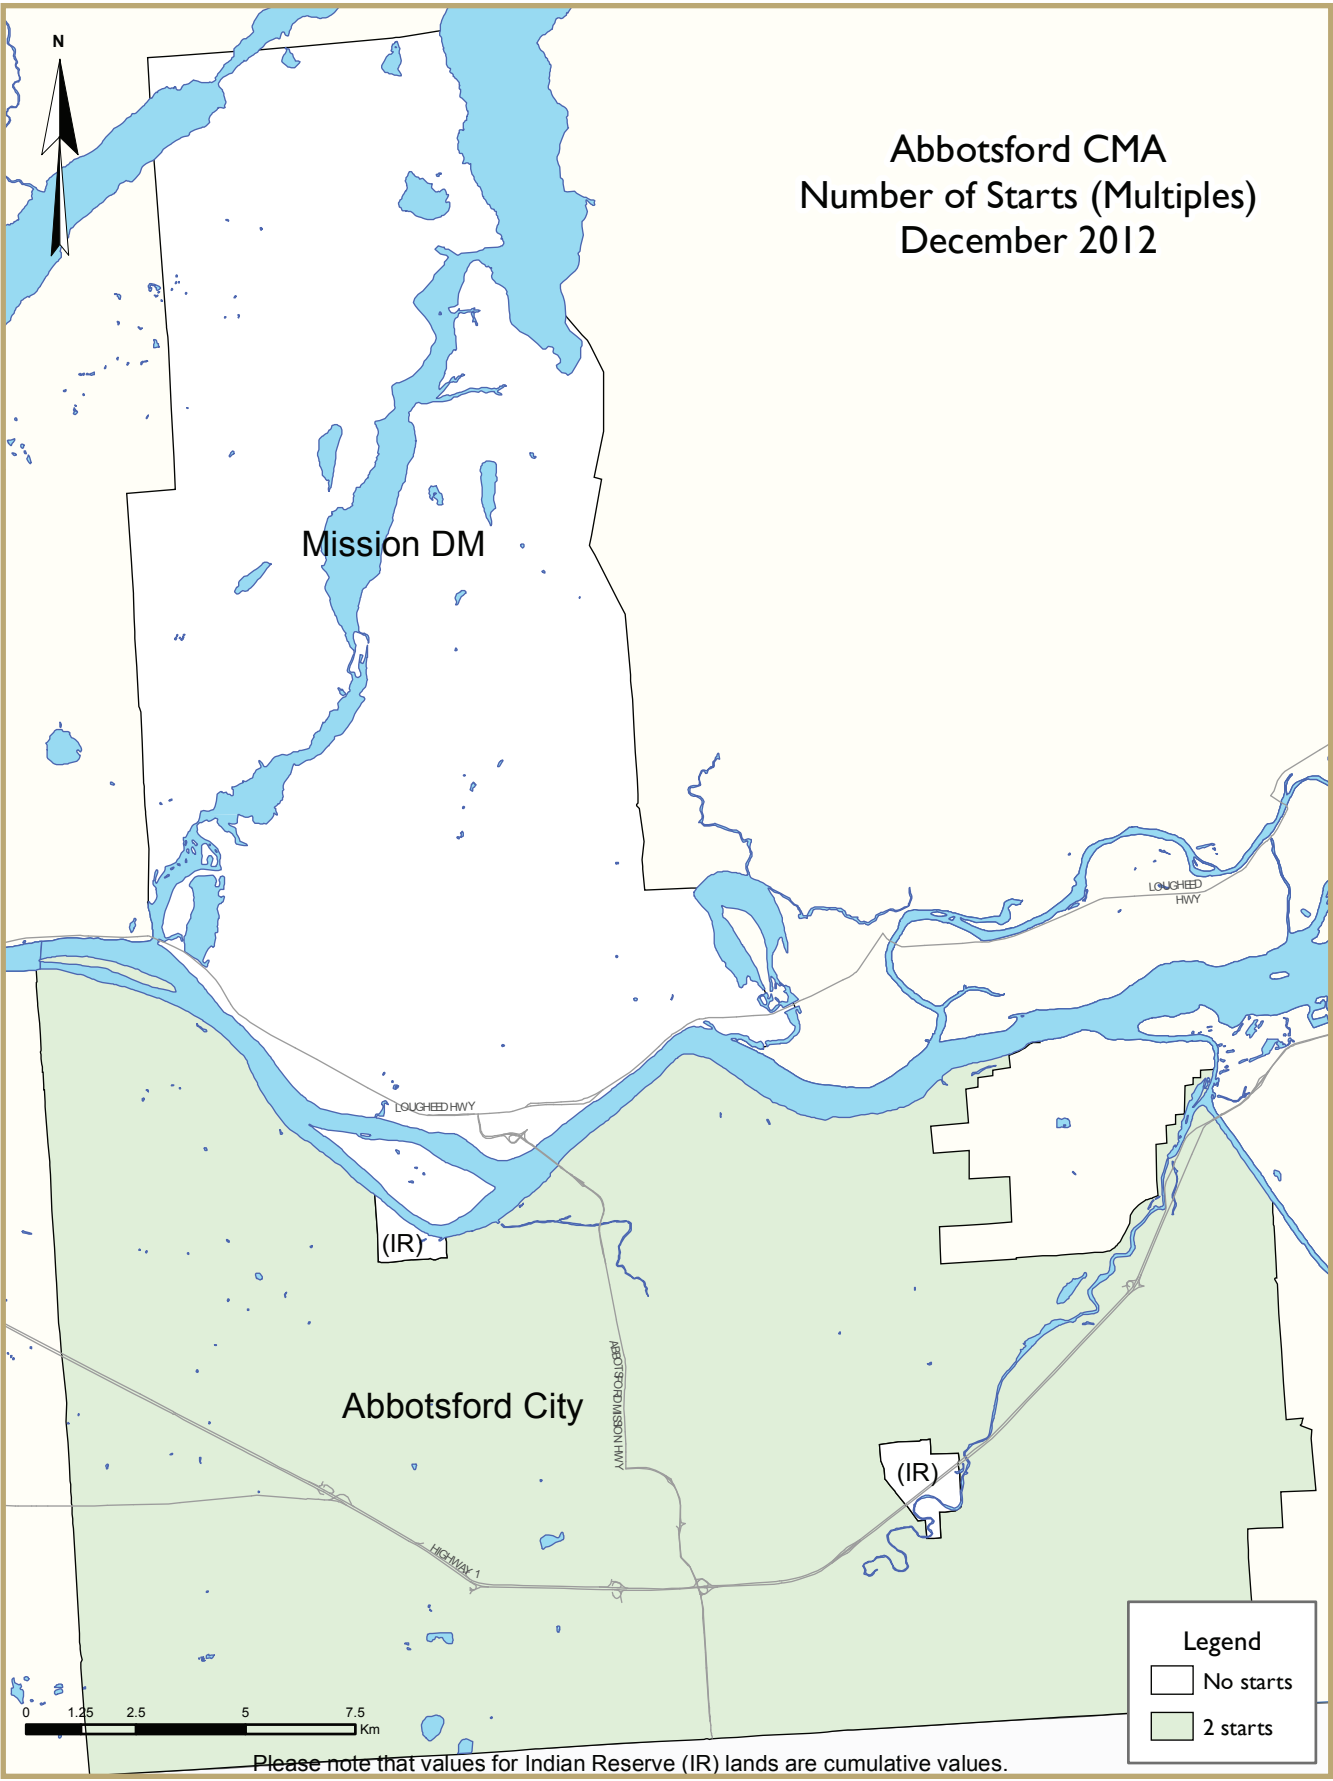 N
Abbotsford CMA
Number of Starts (Multiples)
December 2012
Mission DM
LOUGHEED
HWY
LOUGHEED HWY
(IR)
ABBOTSFORD MISSION HWY
Abbotsford City
(IR)
HIGHWAY 1
Legend
No starts
2 starts
0 1.25 2.5 5 7.5
Km
Please note that values for Indian Reserve (IR) lands are cumulative values.